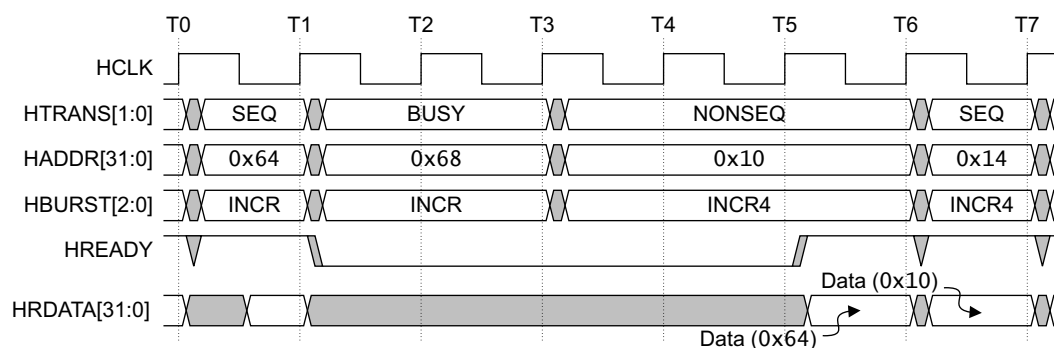 T0 T1 T2 T3 T4 T5 T6 T7
HCLK
HTRANS[1:0] SEQ BUSY NONSEQ SEQ
HADDR[31:0] 0x64 0x68 0x10 0x14
HBURST[2:0] INCR INCR INCR4 INCR4
HREADY
Data (0x10)
HRDATA[31:0]
Data (0x64)